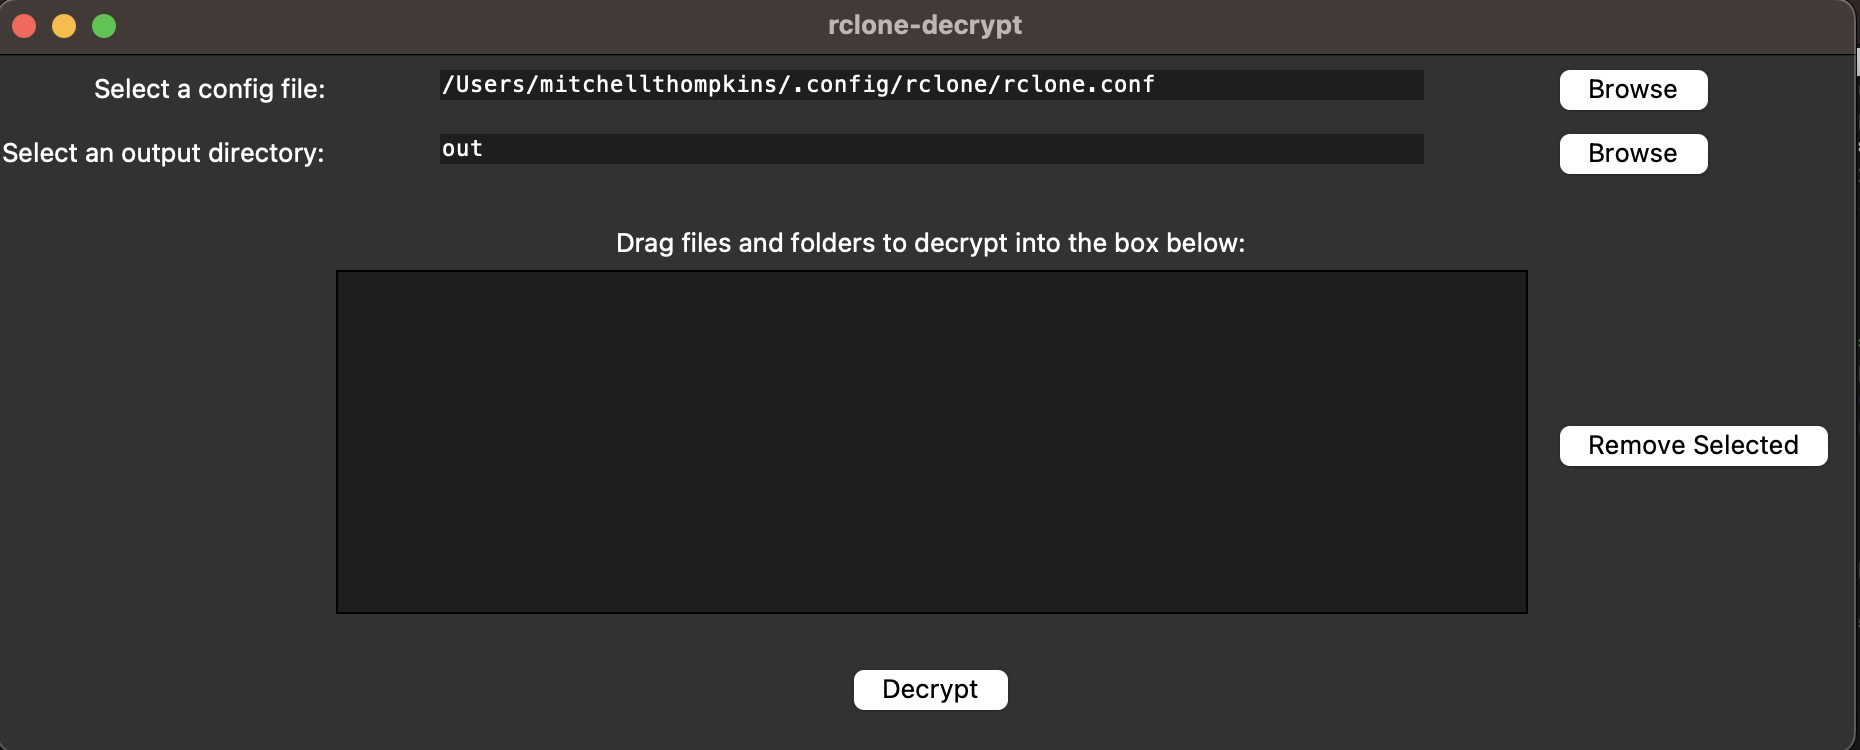 rclone-decrypt
Select a config file: /Users/mitchellthompkins/.config/rclone/rclone.conf Browse
Select an output directory: out Browse
Drag files and folders to decrypt into the box below:
Remove Selected
Decrypt